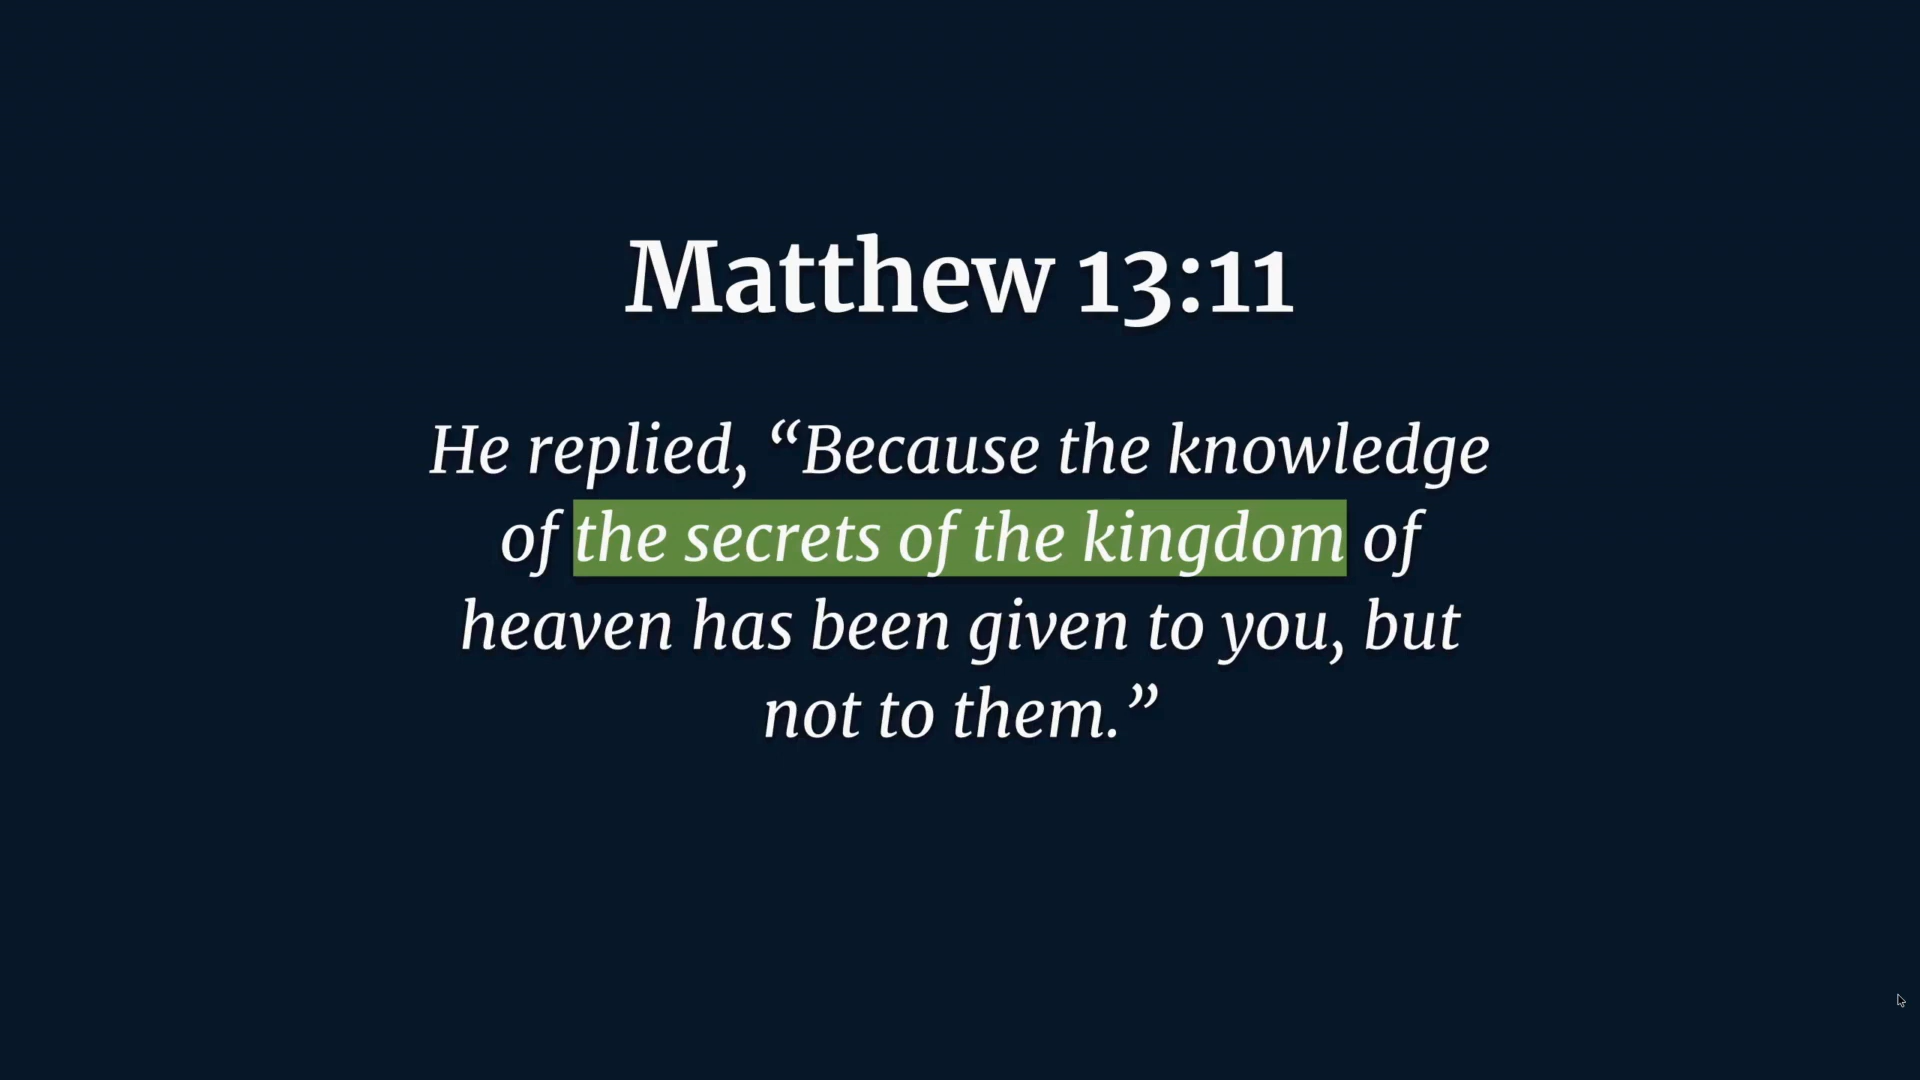 Matthew 13:11
He replied, “Because the knowledge
of the secrets of the kingdom of
heaven has been given to you, but
not to them.”